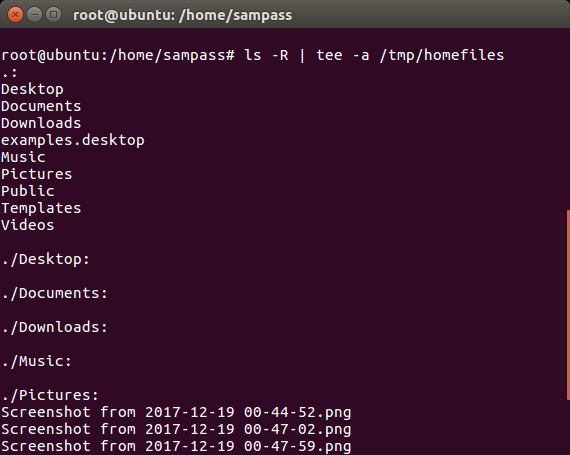 root@ubuntu: /home/sampass
root@ubuntu:/home/sampass# ls -R | tee -a /tmp/homefiles
.:
Desktop
Documents
Downloads
examples.desktop
Music
Pictures
Public
Templates
Videos
./Desktop:
./Documents:
./Downloads:
./Music:
./Pictures:
Screenshot from 2017-12-19 00-44-52.png
Screenshot from 2017-12-19 00-47-02.png
Screenshot from 2017-12-19 00-47-59.png